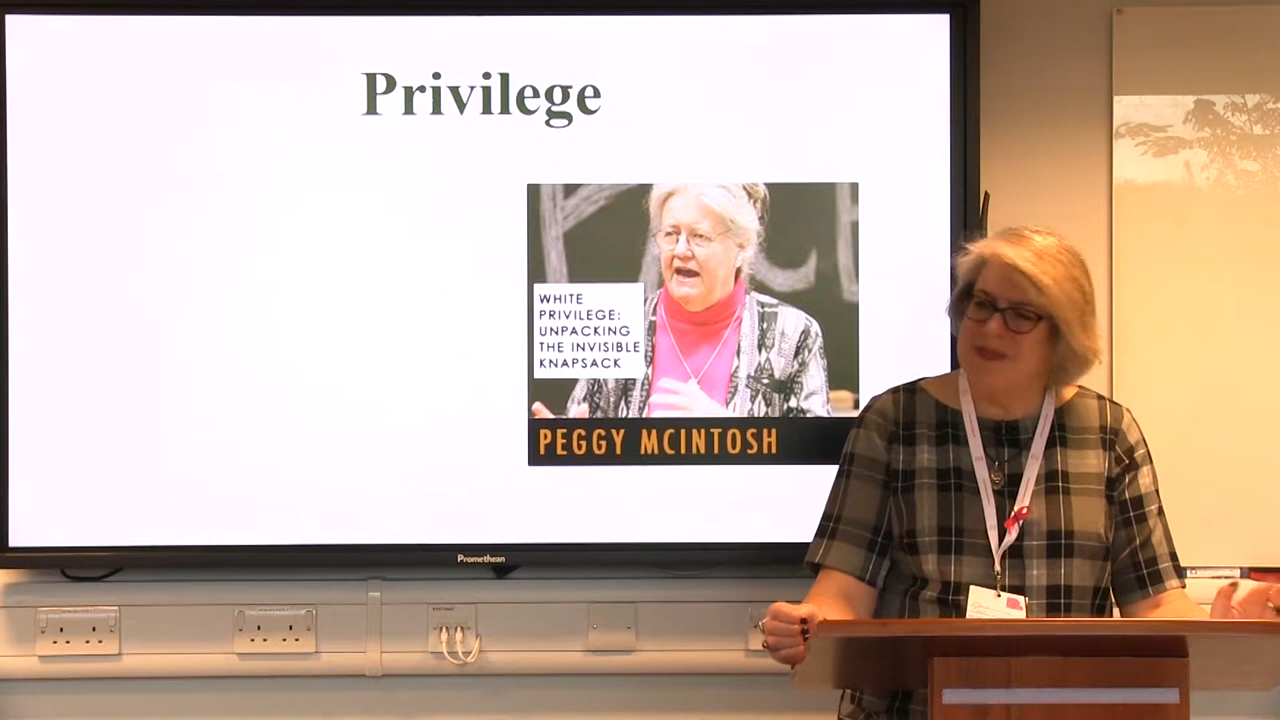 Privilege
WHITE
PRIVILEGE:
UNPACKING
THE INVISIBLE
KNAPSACK
PEGGY MCINTOSH
Promethean